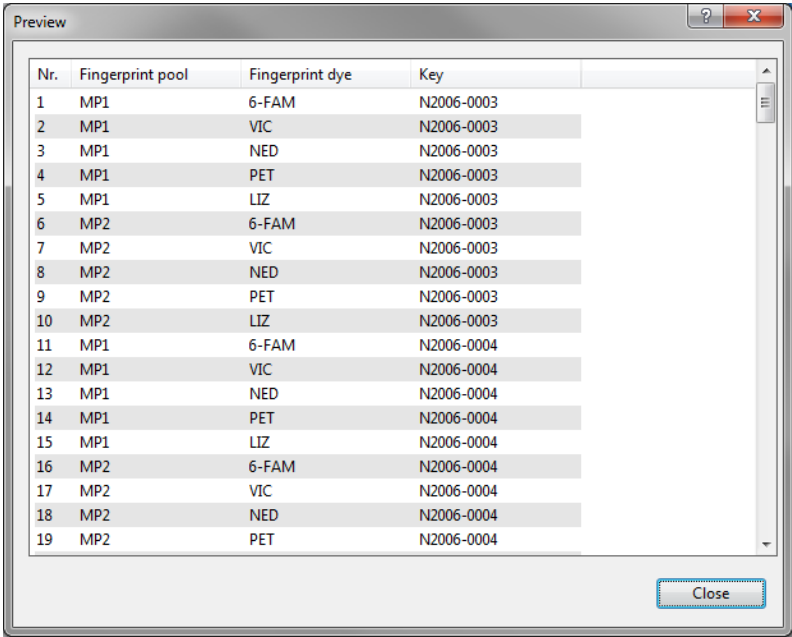 Preview
?
X
Nr. Fingerprint pool Fingerprint dye Key
1 MP1 6-FAM N2006-0003
2 MP1 VIC N2006-0003
3 MP1 NED N2006-0003
4 MP1 PET N2006-0003
5 MP1 LIZ N2006-0003
6 MP2 6-FAM N2006-0003
7 MP2 VIC N2006-0003
8 MP2 NED N2006-0003
9 MP2 PET N2006-0003
10 MP2 LIZ N2006-0003
11 MP1 6-FAM N2006-0004
12 MP1 VIC N2006-0004
13 MP1 NED N2006-0004
14 MP1 PET N2006-0004
15 MP1 LIZ N2006-0004
16 MP2 6-FAM N2006-0004
17 MP2 VIC N2006-0004
18 MP2 NED N2006-0004
19 MP2 PET N2006-0004
Close